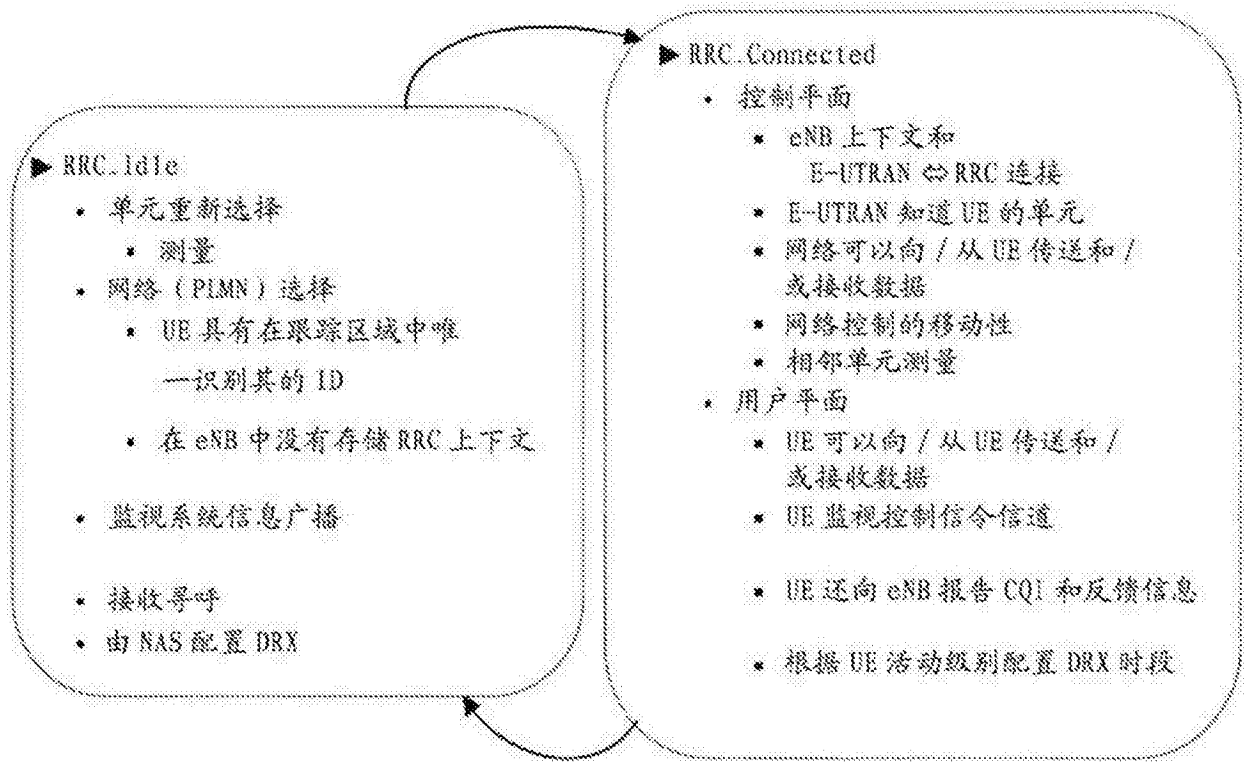 RRC_Idle
单元重新选择
测量
网络（PLMN）选择
UE 具有在跟踪区域中唯
一识别其的 ID
在 eNB 中没有存储 RRC 上下文
监视系统信息广播
接收寻呼
由 NAS 配置 DRX
RRC_Connected
控制平面
eNB 上下文和
E-UTRAN ⇔ RRC 连接
E-UTRAN 知道 UE 的单元
网络可以向 / 从 UE 传送和 /
或接收数据
网络控制的移动性
相邻单元测量
用户平面
UE 可以向 / 从 UE 传送和 /
或接收数据
UE 监视控制信令信道
UE 还向 eNB 报告 CQI 和反馈信息
根据 UE 活动级别配置 DRX 时段